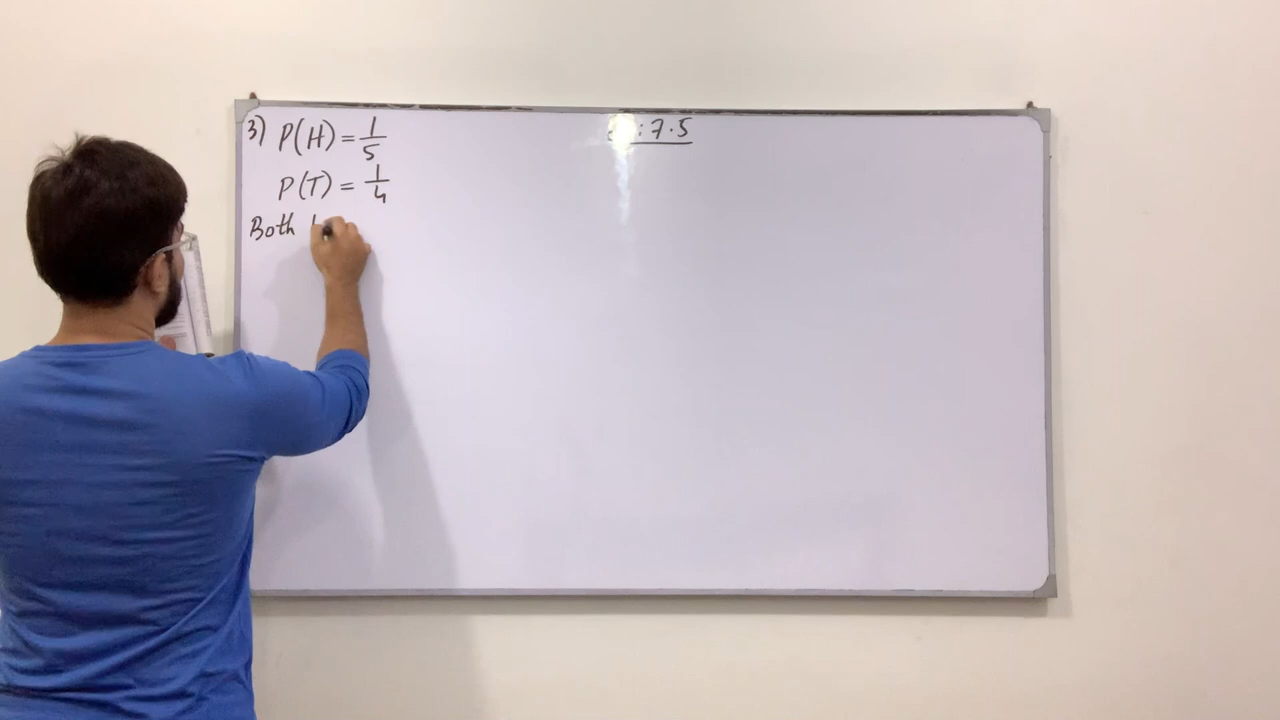 : 7.5
3) P(H) = 1/5
P(T) = 1/4
Both